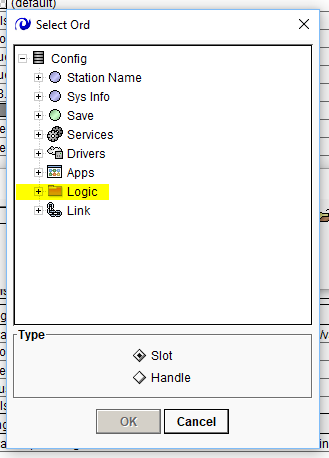 (default)
Select Ord
Config
Station Name
Sys Info
Save
Services
Drivers
Apps
Logic
Link
Type
Slot
Handle
OK
Cancel